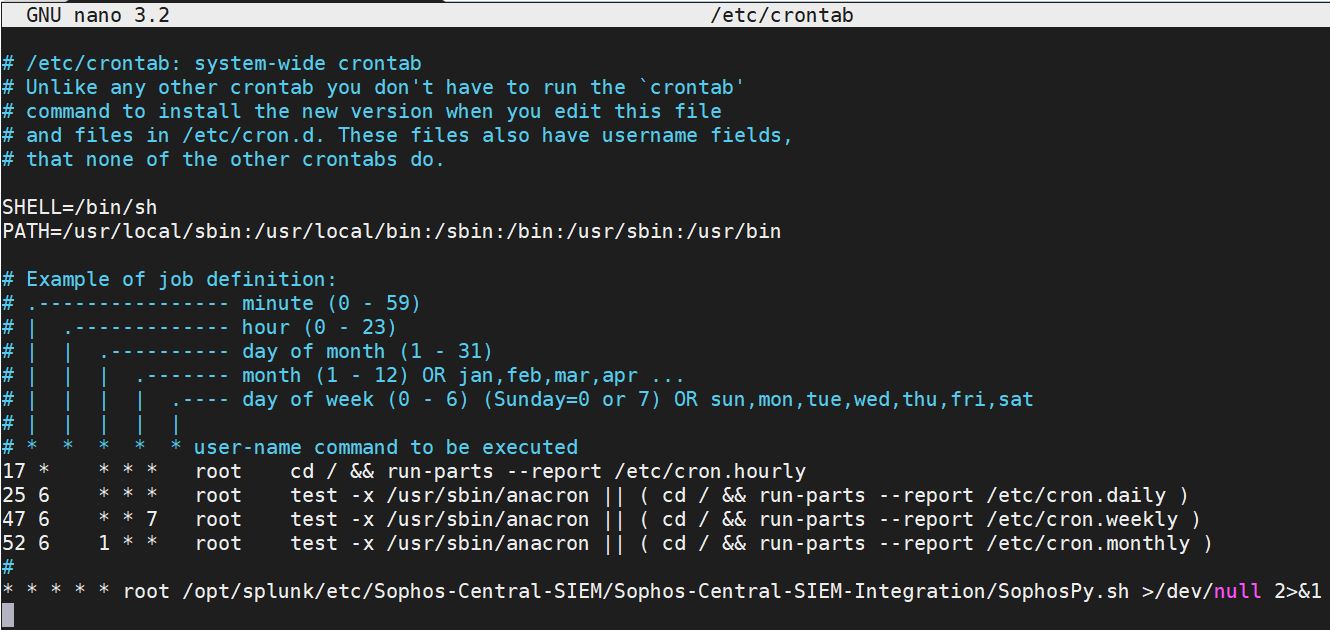 GNU nano 3.2 /etc/crontab
# /etc/crontab: system-wide crontab
# Unlike any other crontab you don't have to run the `crontab'
# command to install the new version when you edit this file
# and files in /etc/cron.d. These files also have username fields,
# that none of the other crontabs do.
SHELL=/bin/sh
PATH=/usr/local/sbin:/usr/local/bin:/sbin:/bin:/usr/sbin:/usr/bin
# Example of job definition:
# .---------------- minute (0 - 59)
# |  .------------- hour (0 - 23)
# |  |  .---------- day of month (1 - 31)
# |  |  |  .------- month (1 - 12) OR jan,feb,mar,apr ...
# |  |  |  |  .---- day of week (0 - 6) (Sunday=0 or 7) OR sun,mon,tue,wed,thu,fri,sat
# |  |  |  |  |
# *  *  *  *  * user-name command to be executed
17 *    * * *   root    cd / && run-parts --report /etc/cron.hourly
25 6    * * *   root    test -x /usr/sbin/anacron || ( cd / && run-parts --report /etc/cron.daily )
47 6    * * 7   root    test -x /usr/sbin/anacron || ( cd / && run-parts --report /etc/cron.weekly )
52 6    1 * *   root    test -x /usr/sbin/anacron || ( cd / && run-parts --report /etc/cron.monthly )
#
* * * * * root /opt/splunk/etc/Sophos-Central-SIEM/Sophos-Central-SIEM-Integration/SophosPy.sh >/dev/null 2>&1